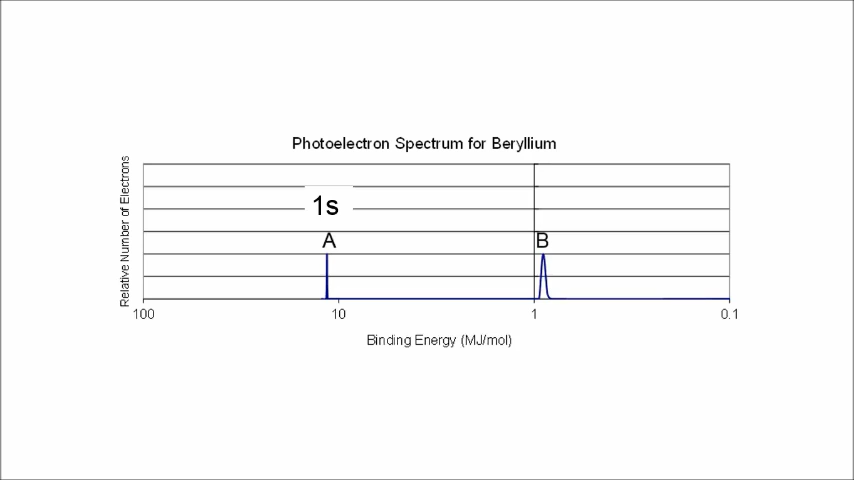 Photoelectron Spectrum for Beryllium
Relative Number of Electrons
1s
A
B
100
10
1
0.1
Binding Energy (MJ/mol)